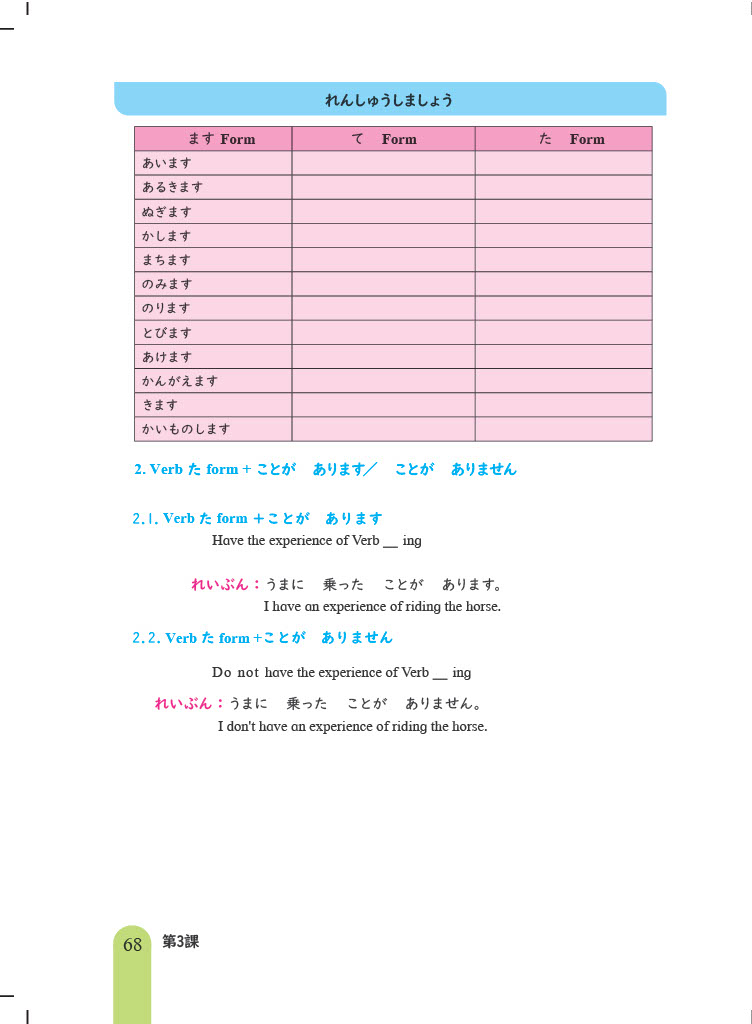 れんしゅうしましょう
ます Form て Form た Form
あいます
あるきます
ぬぎます
かします
まちます
のみます
のります
とびます
あけます
かんがえます
きます
かいものします
2. Verb た form + ことが あります／ ことが ありません
2.1. Verb た form ＋ことが あります
Have the experience of Verb __ ing
れいぶん：うまに 乗った ことが あります。
I have an experience of riding the horse.
2.2. Verb た form +ことが ありません
Do not have the experience of Verb __ ing
れいぶん：うまに 乗った ことが ありません。
I don't have an experience of riding the horse.
68 第3課